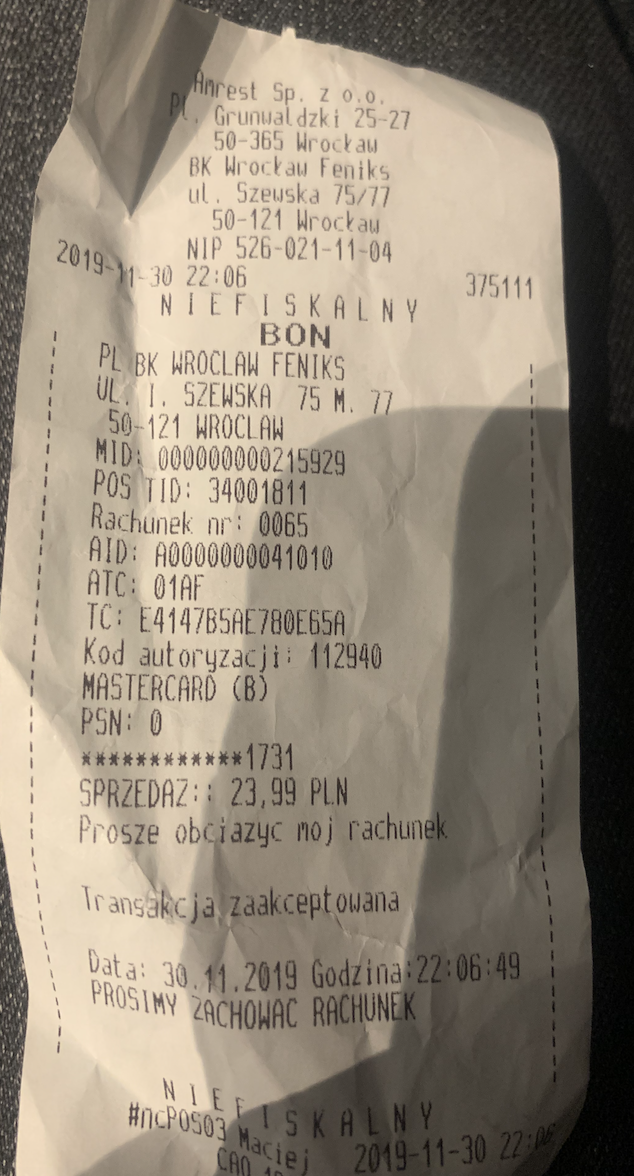 Amrest Sp. z o.o.
Pl. Grunwaldzki 25-27
50-365 Wrocław
BK Wrocław Feniks
ul. Szewska 75/77
50-121 Wrocław
NIP 526-021-11-04
2019-11-30 22:06 375111
N I E F I S K A L N Y
BON
PL BK WROCLAW FENIKS
UL. I. SZEWSKA 75 M. 77
50-121 WROCLAW
MID: 000000000215929
POS TID: 34001811
Rachunek nr: 0065
AID: A0000000041010
ATC: 01AF
TC: E4147B5AE780E65A
Kod autoryzacji: 112940
MASTERCARD (B)
PSN: 0
************1731
SPRZEDAZ:: 23,99 PLN
Prosze obciazyc moj rachunek
Transakcja zaakceptowana
Data: 30.11.2019 Godzina:22:06:49
PROSIMY ZACHOWAC RACHUNEK
N I E F I S K A L N Y
#ncPOS03 Maciej 2019-11-30 22:06